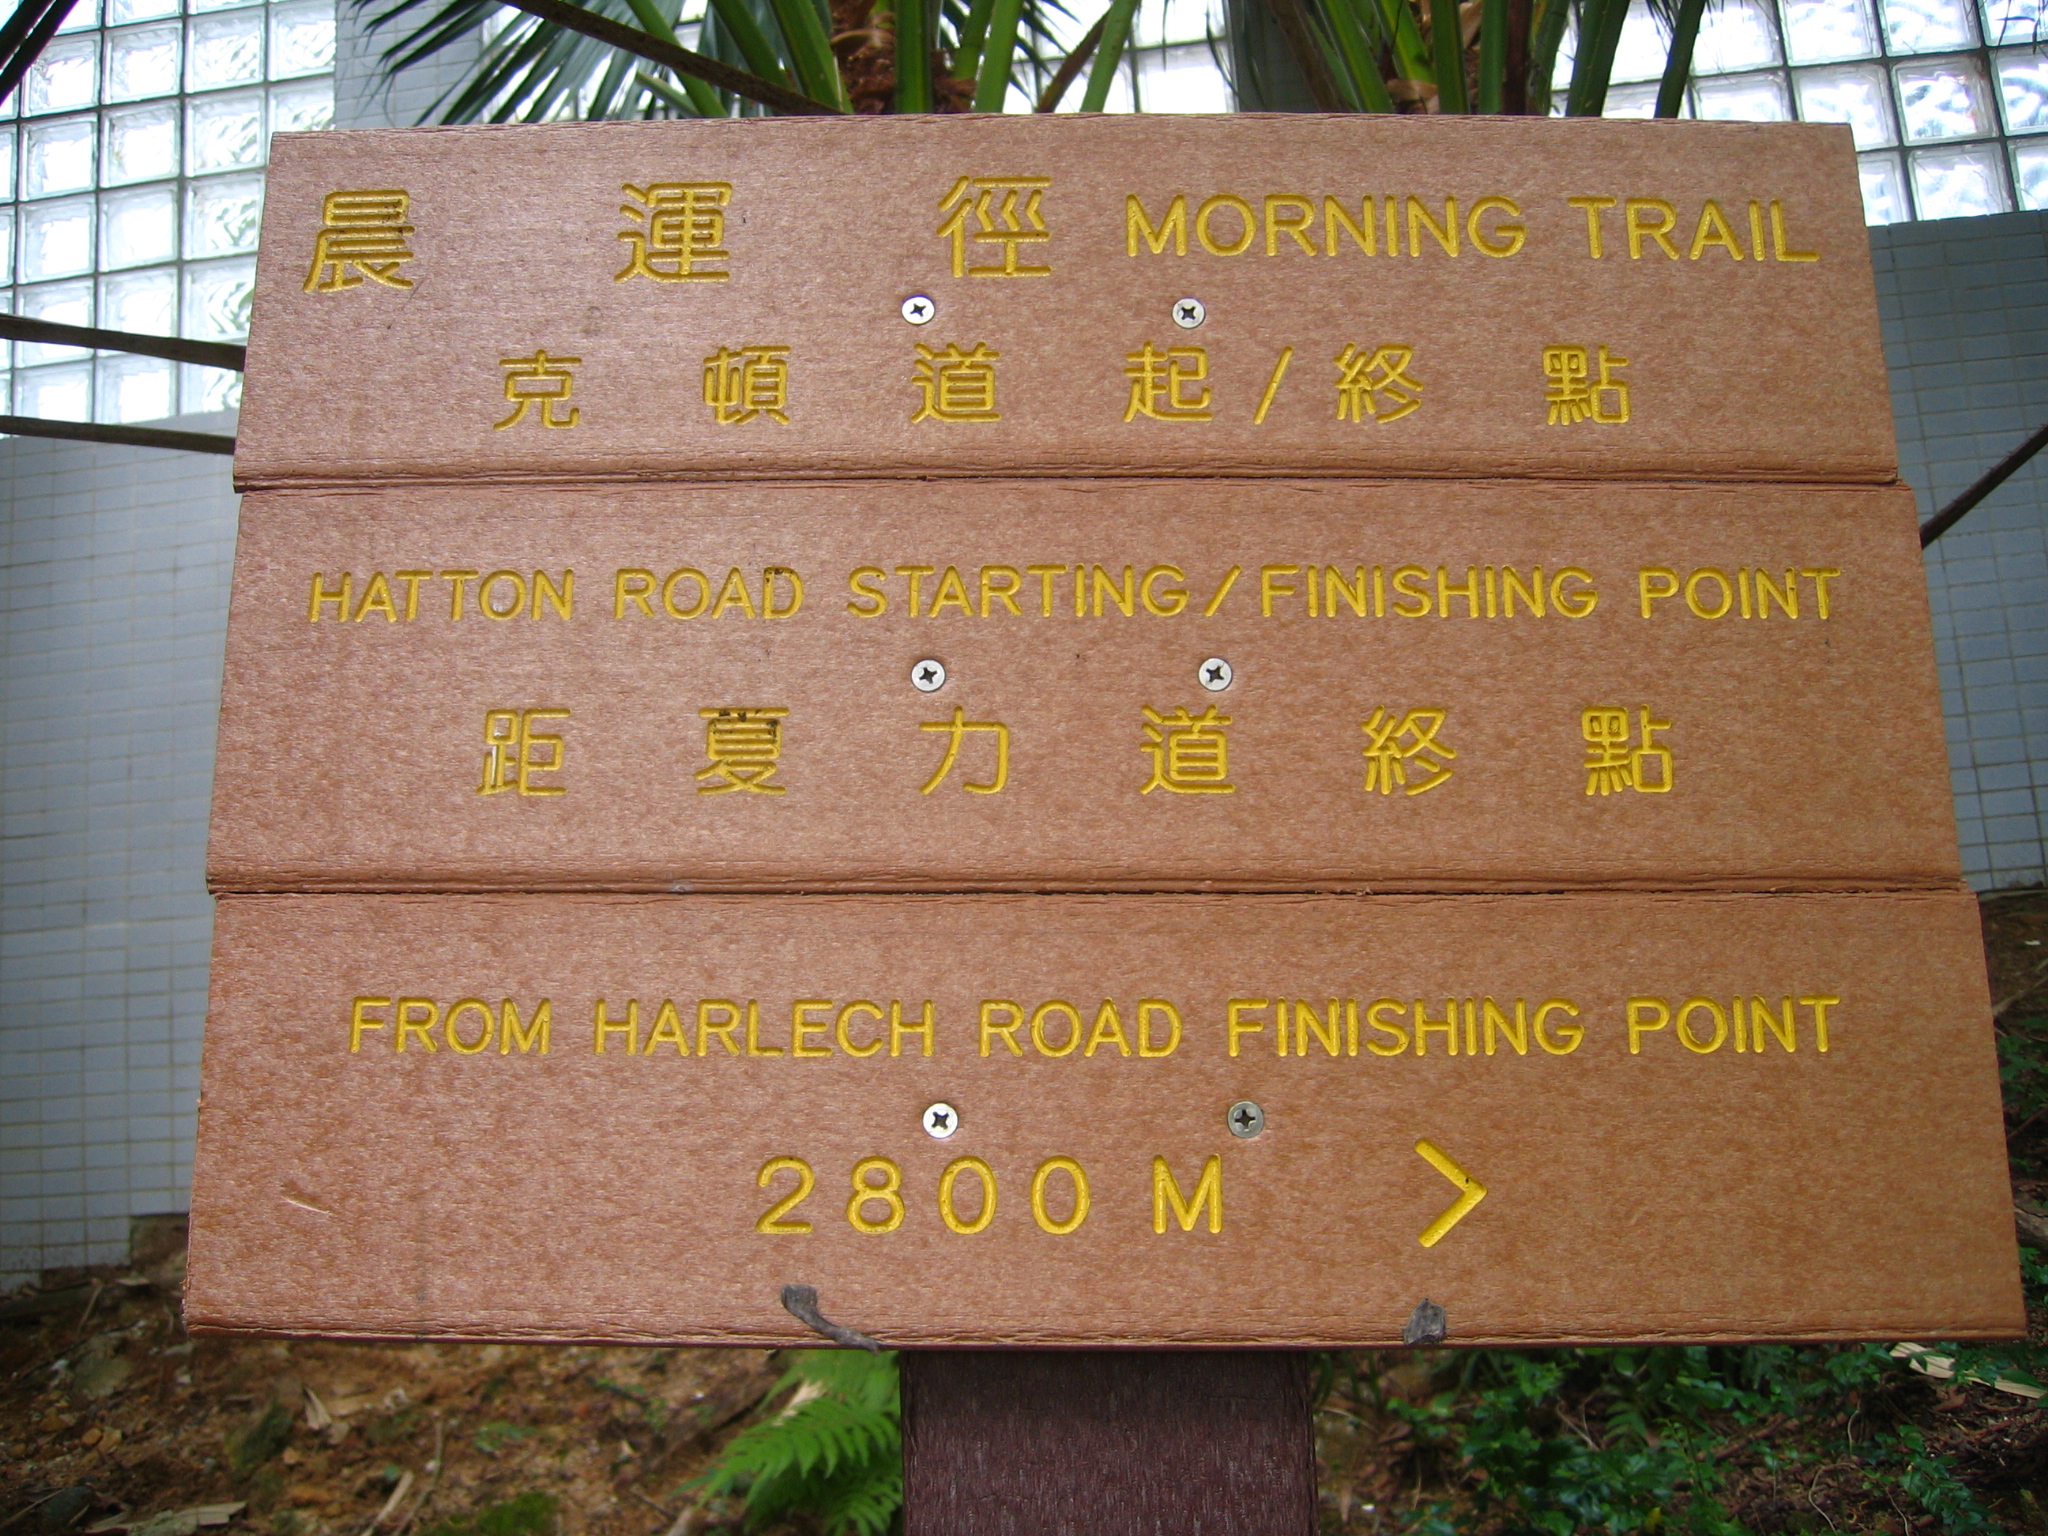 晨運徑 MORNING TRAIL
克頓道起/終點
HATTON ROAD STARTING/FINISHING POINT
距夏力道終點
FROM HARLECH ROAD FINISHING POINT
2800 M >